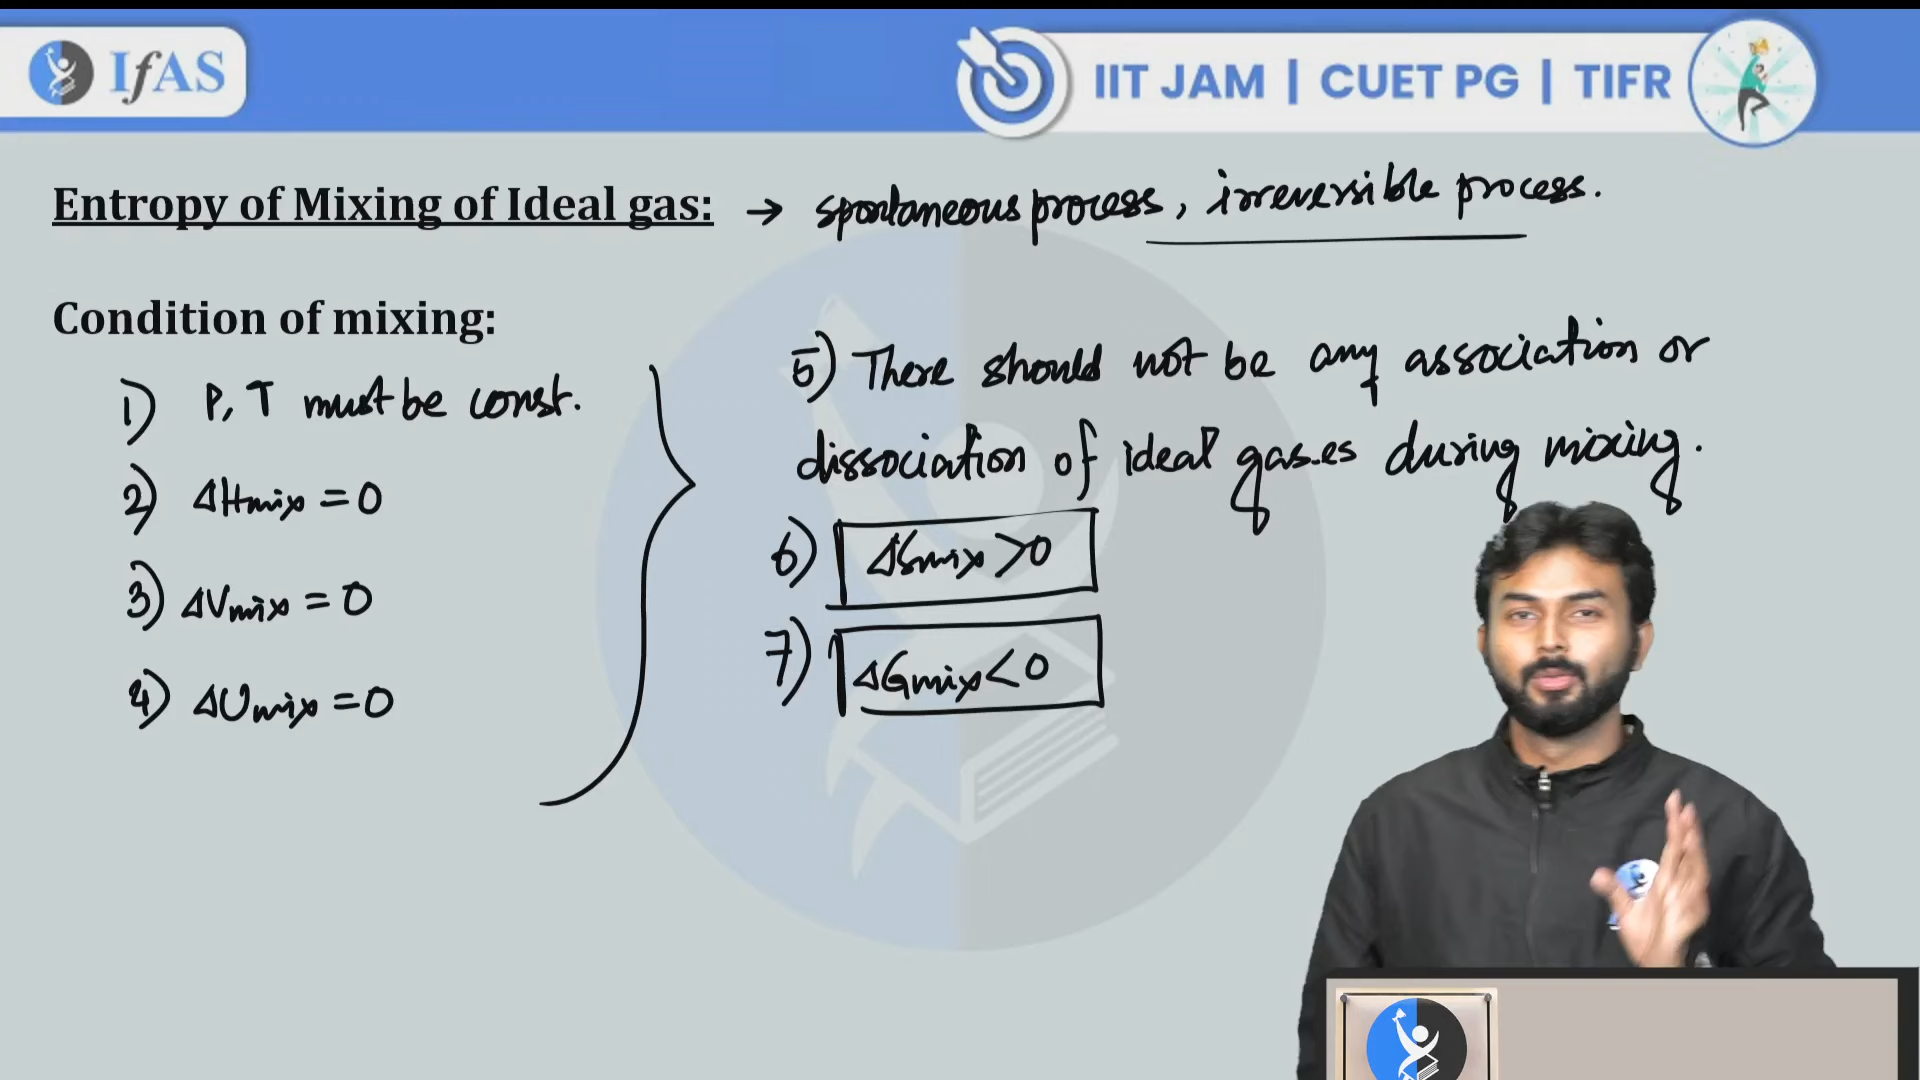 IfAS
IIT JAM | CUET PG | TIFR
Entropy of Mixing of Ideal gas: → spontaneous process, irreversible process.
Condition of mixing:
1) P, T must be const.
2) ΔHmix = 0
3) ΔVmix = 0
4) ΔUmix = 0
5) There should not be any association or
dissociation of ideal gases during mixing.
6) ΔSmix > 0
7) ΔGmix < 0